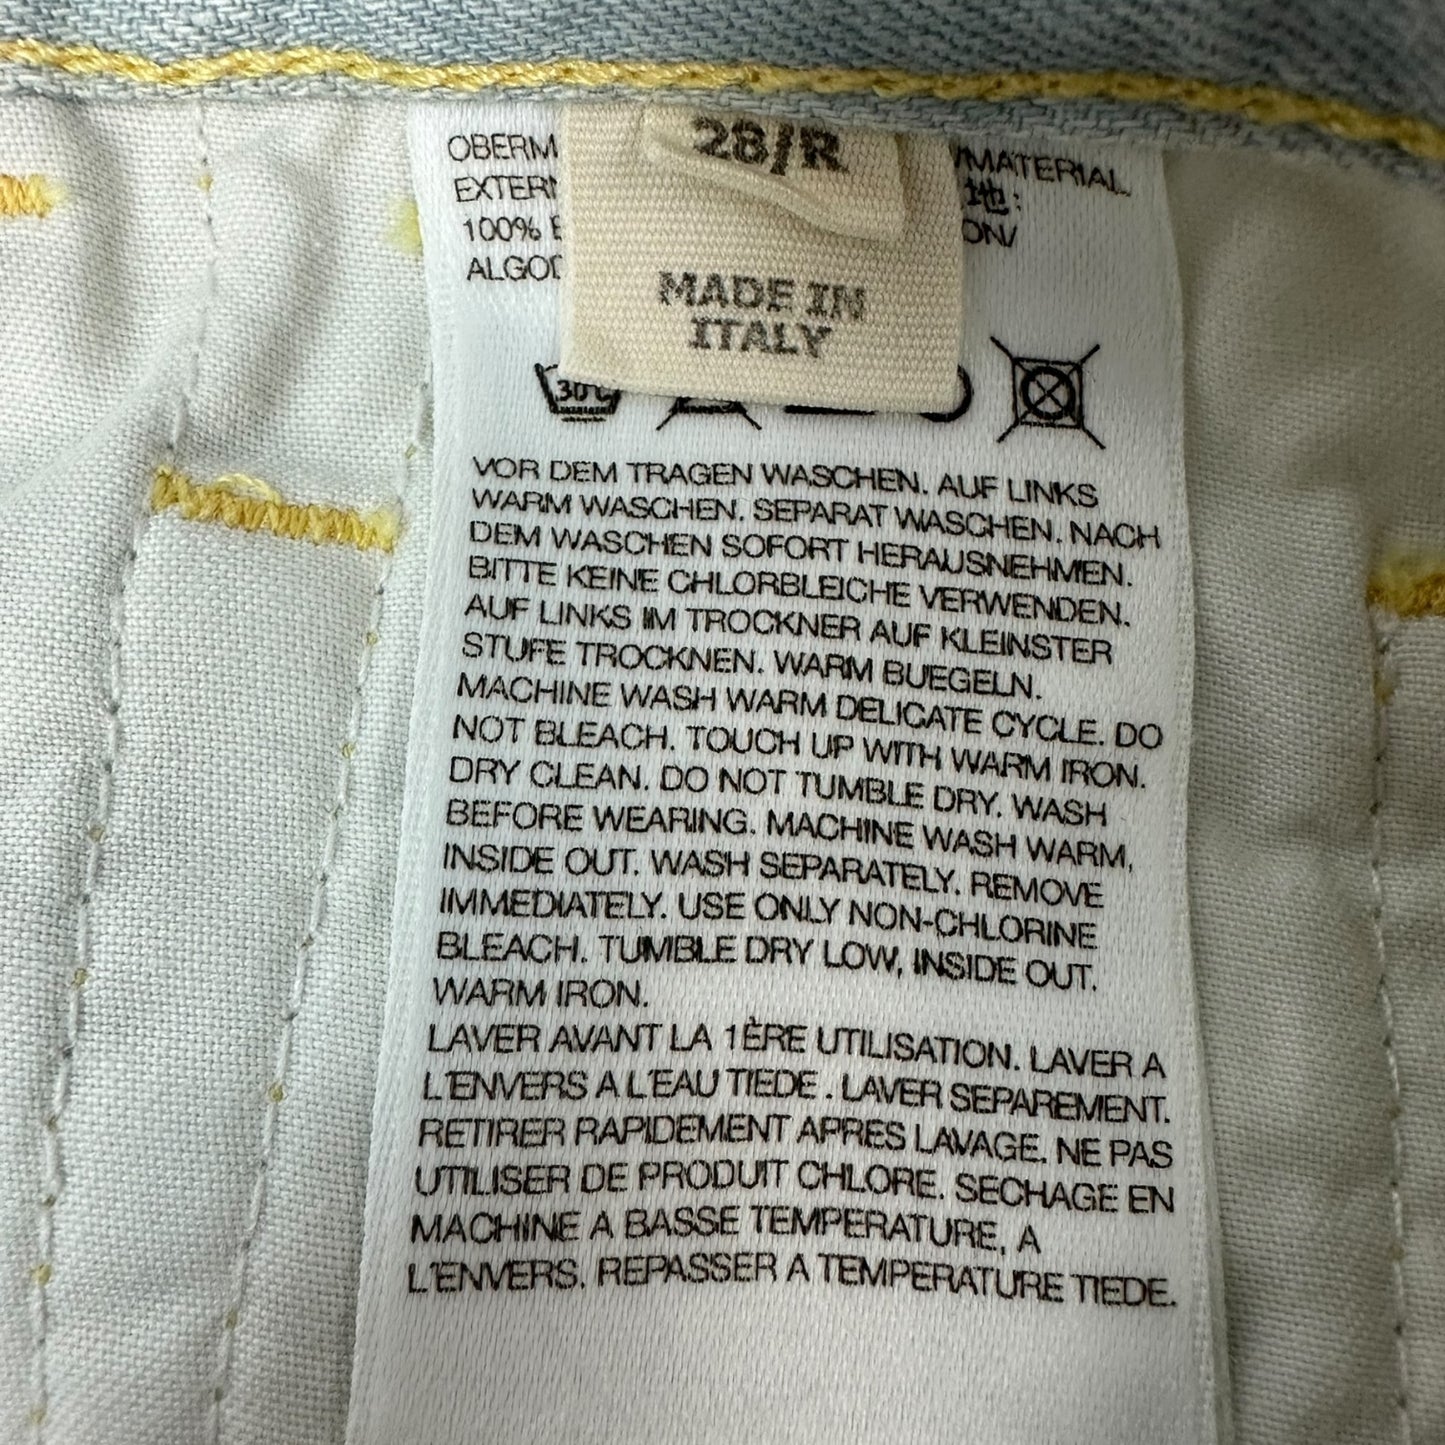 28/R
MADE IN
ITALY
/MATERIAL
地:
100%
30°C
VOR DEM TRAGEN WASCHEN. AUF LINKS
WARM WASCHEN. SEPARAT WASCHEN. NACH
DEM WASCHEN SOFORT HERAUSNEHMEN.
BITTE KEINE CHLORBLEICHE VERWENDEN.
AUF LINKS IM TROCKNER AUF KLEINSTER
STUFE TROCKNEN. WARM BUEGELN.
MACHINE WASH WARM DELICATE CYCLE. DO
NOT BLEACH. TOUCH UP WITH WARM IRON.
DRY CLEAN. DO NOT TUMBLE DRY. WASH
BEFORE WEARING. MACHINE WASH WARM,
INSIDE OUT. WASH SEPARATELY. REMOVE
IMMEDIATELY. USE ONLY NON-CHLORINE
BLEACH. TUMBLE DRY LOW, INSIDE OUT.
WARM IRON.
LAVER AVANT LA 1ÈRE UTILISATION. LAVER A
L'ENVERS A L'EAU TIEDE . LAVER SEPAREMENT.
RETIRER RAPIDEMENT APRES LAVAGE. NE PAS
UTILISER DE PRODUIT CHLORE. SECHAGE EN
MACHINE A BASSE TEMPERATURE, A
L'ENVERS. REPASSER A TEMPERATURE TIEDE.